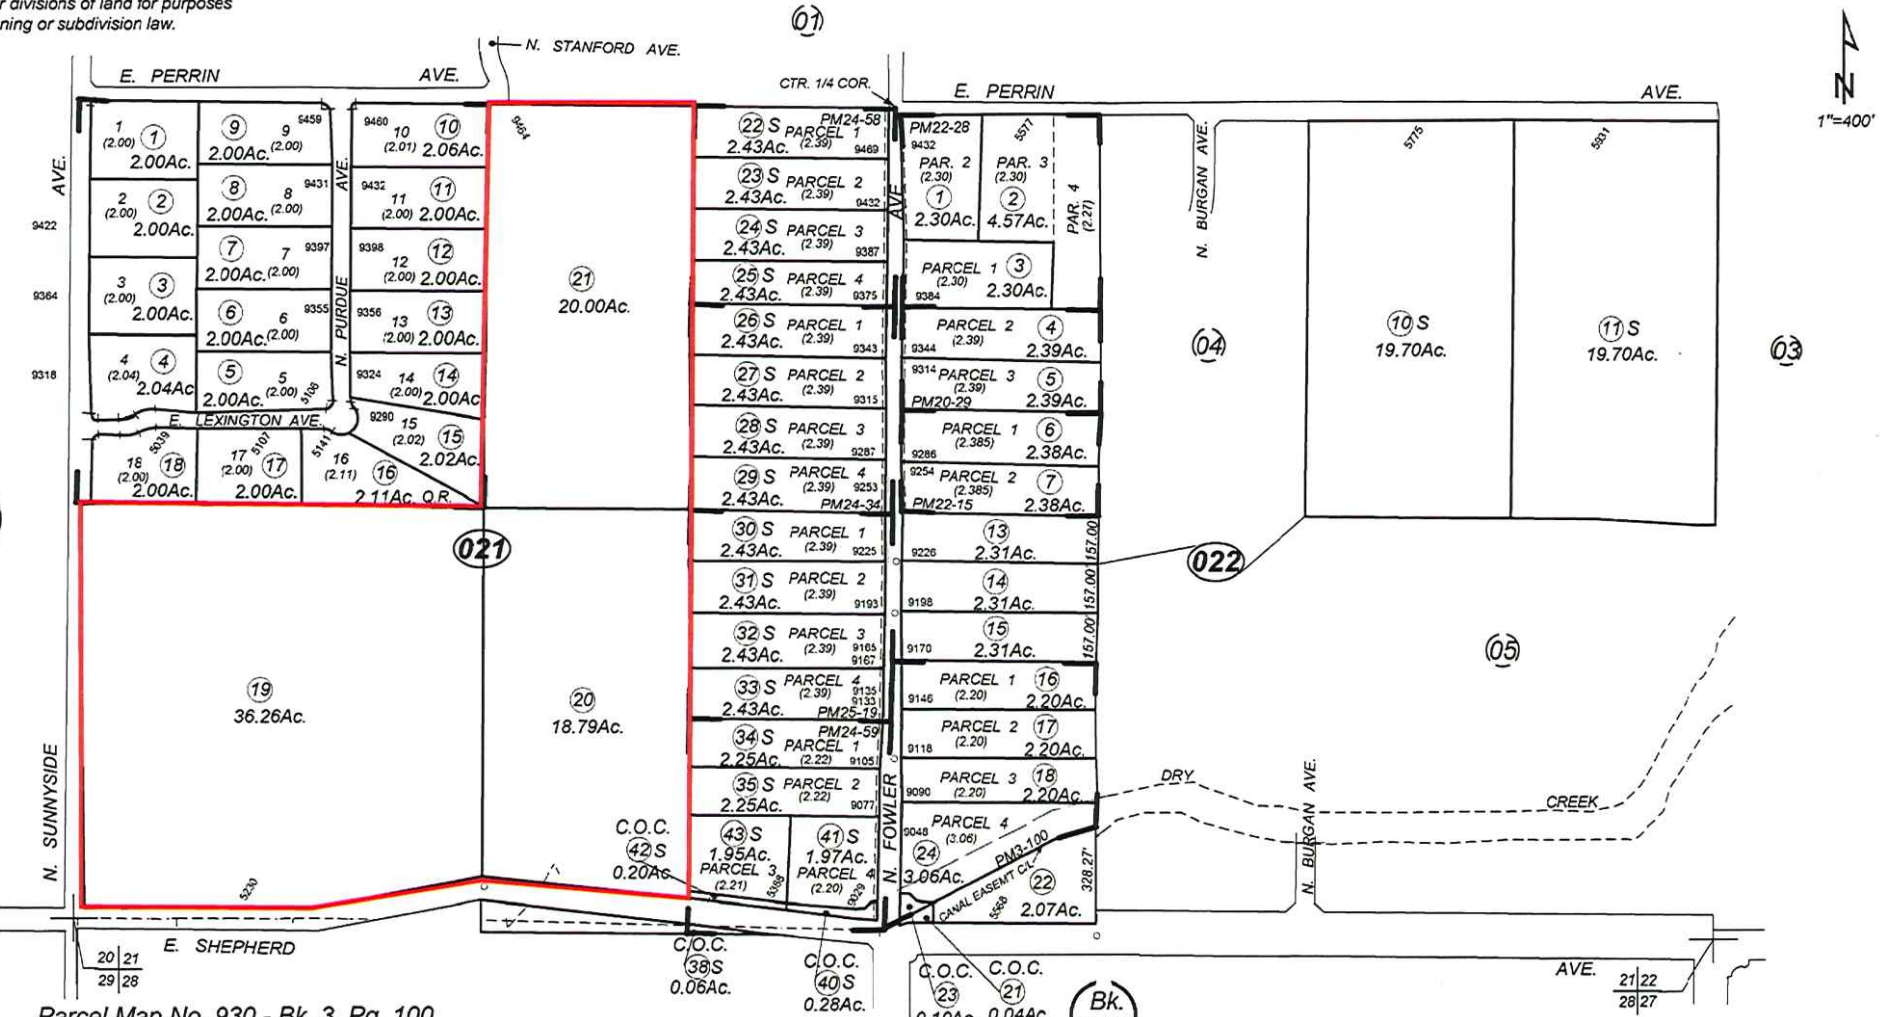 r divisions of land for purposes
ning or subdivision law.
01
N. STANFORD AVE.
E. PERRIN AVE.
CTR. 1/4 COR.
E. PERRIN AVE.
N
1"=400'
AVE.
9422
9364
9318
N. SUNNYSIDE
1 (2.00) 1 2.00Ac.
2 (2.00) 2 2.00Ac.
3 (2.00) 3 2.00Ac.
4 (2.04) 4 2.04Ac
9 9 9459 2.00Ac. (2.00)
8 8 9431 2.00Ac. (2.00)
7 7 9397 2.00Ac. (2.00)
6 6 9355 2.00Ac. (2.00)
5 5 5106 2.00Ac. (2.00)
N. PURDUE AVE.
9460 10 (2.01) 10 2.06Ac.
9432 11 (2.00) 11 2.00Ac.
9398 12 (2.00) 12 2.00Ac.
9356 13 (2.00) 13 2.00Ac.
9324 14 (2.00) 14 2.00Ac.
9290 15 (2.02) 15 2.02Ac.
E. LEXINGTON AVE.
5039 18 (2.00) 18 2.00Ac.
5107 17 (2.00) 17 2.00Ac.
5141 16 (2.11) 16 2.11Ac. O.R.
9464
21
20.00Ac.
021
19
36.26Ac.
5230
20
18.79Ac.
PM24-58
22 S PARCEL 1 2.43Ac. (2.39) 9469
23 S PARCEL 2 2.43Ac. (2.39) 9432
24 S PARCEL 3 2.43Ac. (2.39) 9387
25 S PARCEL 4 2.43Ac. (2.39) 9375
26 S PARCEL 1 2.43Ac. (2.39) 9343
27 S PARCEL 2 2.43Ac. (2.39) 9315
28 S PARCEL 3 2.43Ac. (2.39) 9287
29 S PARCEL 4 2.43Ac. (2.39) 9253
PM24-34
30 S PARCEL 1 2.43Ac. (2.39) 9225
31 S PARCEL 2 2.43Ac. (2.39) 9193
32 S PARCEL 3 2.43Ac. (2.39) 9165 9167
33 S PARCEL 4 2.43Ac. (2.39) 9135 9133
PM25-19
PM24-59
34 S PARCEL 1 2.25Ac. (2.22) 9105
35 S PARCEL 2 2.25Ac. (2.22) 9077
43 S 1.95Ac. PARCEL 3 (2.21) 5388
41 S 1.97Ac. PARCEL 4 (2.20) 9029
C.O.C.
42 S
0.20Ac
AVE
N. FOWLER
PM22-28
9432 PAR. 2 (2.30) 1 2.30Ac.
5577 PAR. 3 (2.30) 2 4.57Ac.
PAR. 4 (2.27)
PARCEL 1 3 (2.30) 2.30Ac. 9384
PARCEL 2 4 (2.39) 9344 2.39Ac.
9314 PARCEL 3 5 (2.39) 2.39Ac.
PM20-29
PARCEL 1 6 (2.385) 9286 2.38Ac.
9254 PARCEL 2 7 (2.385) 2.38Ac.
PM22-15
13 9226 2.31Ac. 157.00
14 9198 2.31Ac. 157.00'
15 9170 2.31Ac. 157.00'
PARCEL 1 16 9146 (2.20) 2.20Ac.
PARCEL 2 17 9118 (2.20) 2.20Ac.
PARCEL 3 18 9090 (2.20) 2.20Ac.
9048 PARCEL 4 (3.06) 24 3.06Ac.
PM3-100
CANAL EASEM'T C/L
22 5568 2.07Ac.
328.27'
N. BURGAN AVE.
04
022
5775
10 S
19.70Ac.
5931
11 S
19.70Ac.
03
05
DRY CREEK
N. BURGAN AVE.
E. SHEPHERD AVE.
20 21
29 28
C.O.C.
38 S
0.06Ac.
C.O.C.
40 S
0.28Ac.
C.O.C.
23
0.10Ac
C.O.C.
21
0.04Ac.
Bk.
21 22
28 27
Parcel Map No. 930 - Bk. 3, Pg. 100